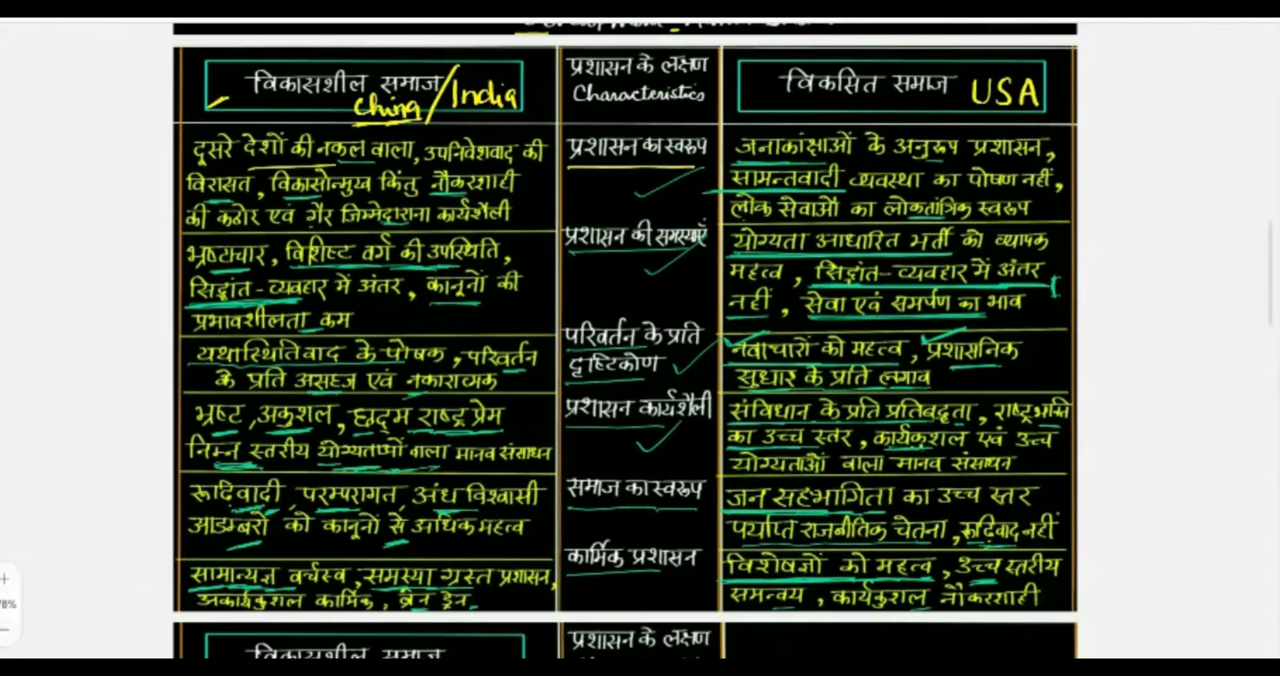 विकासशील समाज
China/India
प्रशासन के लक्षण
Characteristics
विकसित समाज USA
दूसरे देशों की नकल वाला, उपनिवेशवाद की
विरासत, विकासोन्मुख किंतु नौकरशाही
की कठोर एवं गैर जिम्मेदाराना कार्यशैली
प्रशासन का स्वरूप
जनाकांक्षाओं के अनुरूप प्रशासन,
सामन्तवादी व्यवस्था का पोषण नहीं,
लोक सेवाओं का लोकतांत्रिक स्वरूप
भ्रष्टाचार, विशिष्ट वर्ग की उपस्थिति,
सिद्धांत-व्यवहार में अंतर, कानूनों की
प्रभावशीलता कम
प्रशासन की समस्याएँ
योग्यता आधारित भर्ती को व्यापक
महत्व, सिद्धांत-व्यवहार में अंतर
नहीं, सेवा एवं समर्पण का भाव
यथास्थितिवाद के पोषक, परिवर्तन
के प्रति असहज एवं नकारात्मक
परिवर्तन के प्रति
दृष्टिकोण
नवाचारों को महत्व, प्रशासनिक
सुधार के प्रति लगाव
भ्रष्ट, अकुशल, छद्म राष्ट्र प्रेम
निम्न स्तरीय योग्यताओं वाला मानव संसाधन
प्रशासन कार्यशैली
संविधान के प्रति प्रतिबद्धता, राष्ट्रभक्ति
का उच्च स्तर, कार्यकुशल एवं उच्च
योग्यताओं वाला मानव संसाधन
रूढिवादी, परम्परागत, अंध विश्वासी
आडम्बरों को कानूनों से अधिक महत्व
समाज का स्वरूप
जन सहभागिता का उच्च स्तर
पर्याप्त राजनीतिक चेतना, रूढिवाद नहीं
सामान्यज्ञ वर्चस्व, समस्या ग्रस्त प्रशासन,
अकार्यकुशल कार्मिक, ब्रेन ड्रेन
कार्मिक प्रशासन
विशेषज्ञों को महत्व, उच्च स्तरीय
समन्वय, कार्यकुशल नौकरशाही
विकासशील समाज
प्रशासन के लक्षण